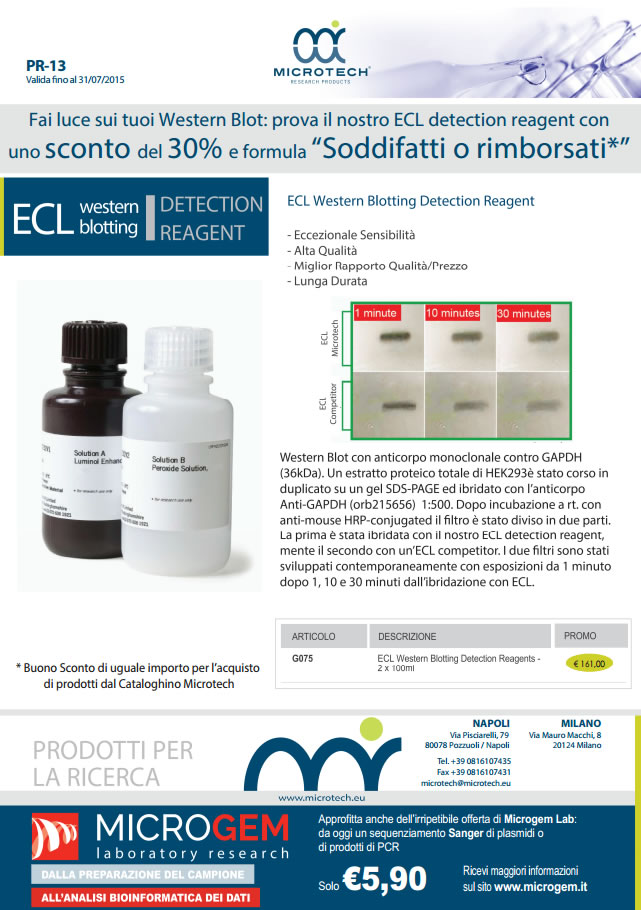 PR-13
Valida fino al 31/07/2015
MICROTECH
RESEARCH PRODUCTS
Fai luce sui tuoi Western Blot: prova il nostro ECL detection reagent con
uno sconto del 30% e formula “Soddifatti o rimborsati*”
ECL western blotting
DETECTION
REAGENT
ECL Western Blotting Detection Reagent
- Eccezionale Sensibilità
- Alta Qualità
- Miglior Rapporto Qualità/Prezzo
- Lunga Durata
1 minute 10 minutes 30 minutes
ECL
Microtech
ECL
Competitor
Solution A
Luminol Enhanc
Solution B
Peroxide Solution,
Western Blot con anticorpo monoclonale contro GAPDH
(36kDa). Un estratto proteico totale di HEK293è stato corso in
duplicato su un gel SDS-PAGE ed ibridato con l’anticorpo
Anti-GAPDH (orb215656) 1:500. Dopo incubazione a rt. con
anti-mouse HRP-conjugated il filtro è stato diviso in due parti.
La prima è stata ibridata con il nostro ECL detection reagent,
mente il secondo con un’ECL competitor. I due filtri sono stati
sviluppati contemporaneamente con esposizioni da 1 minuto
dopo 1, 10 e 30 minuti dall’ibridazione con ECL.
ARTICOLO DESCRIZIONE PROMO
G075 ECL Western Blotting Detection Reagents - € 161,00
2 x 100ml
* Buono Sconto di uguale importo per l’acquisto
di prodotti dal Cataloghino Microtech
PRODOTTI PER
LA RICERCA
www.microtech.eu
NAPOLI
Via Pisciarelli, 79
80078 Pozzuoli / Napoli
Tel. +39 0816107435
Fax +39 0816107431
microtech@microtech.eu
MILANO
Via Mauro Macchi, 8
20124 Milano
MICROGEM
laboratory research
DALLA PREPARAZIONE DEL CAMPIONE
ALL'ANALISI BIOINFORMATICA DEI DATI
Approfitta anche dell’irripetibile offerta di Microgem Lab:
da oggi un sequenziamento Sanger di plasmidi o
di prodotti di PCR
Solo €5,90
Ricevi maggiori informazioni
sul sito www.microgem.it